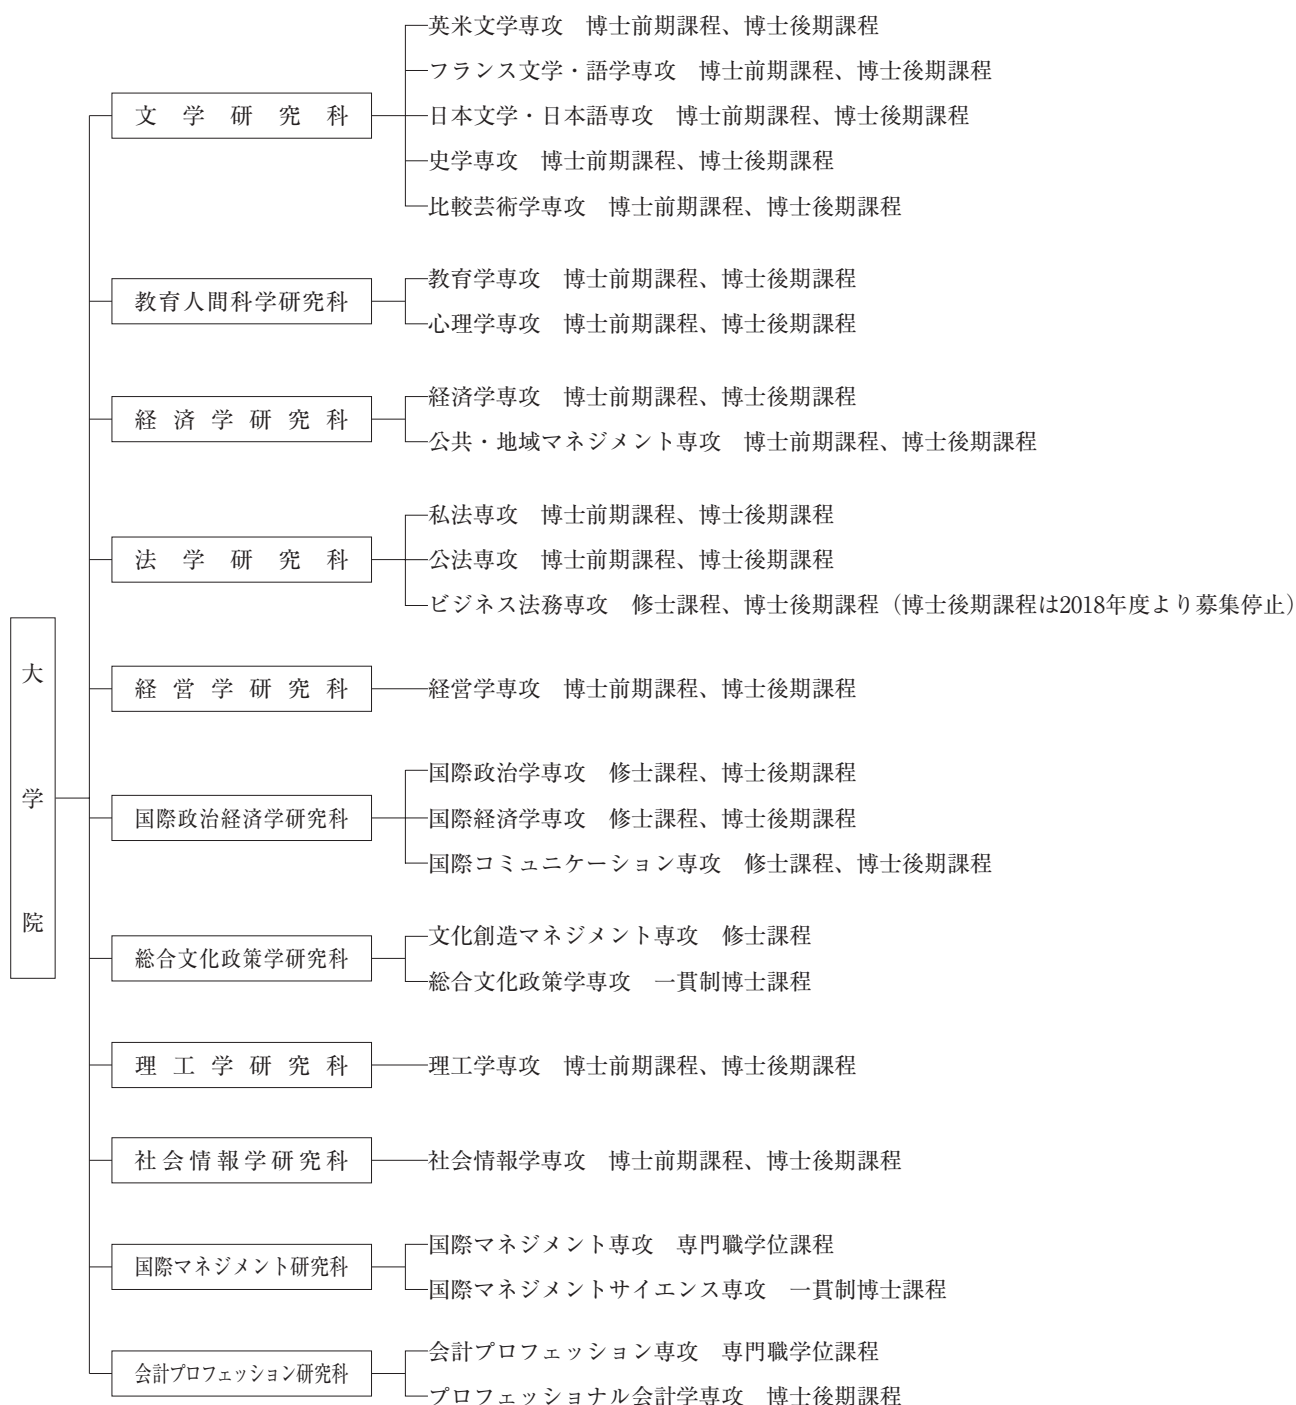 大学院
文学研究科
英米文学専攻　博士前期課程、博士後期課程
フランス文学・語学専攻　博士前期課程、博士後期課程
日本文学・日本語専攻　博士前期課程、博士後期課程
史学専攻　博士前期課程、博士後期課程
比較芸術学専攻　博士前期課程、博士後期課程
教育人間科学研究科
教育学専攻　博士前期課程、博士後期課程
心理学専攻　博士前期課程、博士後期課程
経済学研究科
経済学専攻　博士前期課程、博士後期課程
公共・地域マネジメント専攻　博士前期課程、博士後期課程
法学研究科
私法専攻　博士前期課程、博士後期課程
公法専攻　博士前期課程、博士後期課程
ビジネス法務専攻　修士課程、博士後期課程（博士後期課程は2018年度より募集停止）
経営学研究科
経営学専攻　博士前期課程、博士後期課程
国際政治経済学研究科
国際政治学専攻　修士課程、博士後期課程
国際経済学専攻　修士課程、博士後期課程
国際コミュニケーション専攻　修士課程、博士後期課程
総合文化政策学研究科
文化創造マネジメント専攻　修士課程
総合文化政策学専攻　一貫制博士課程
理工学研究科
理工学専攻　博士前期課程、博士後期課程
社会情報学研究科
社会情報学専攻　博士前期課程、博士後期課程
国際マネジメント研究科
国際マネジメント専攻　専門職学位課程
国際マネジメントサイエンス専攻　一貫制博士課程
会計プロフェッション研究科
会計プロフェッション専攻　専門職学位課程
プロフェッショナル会計学専攻　博士後期課程